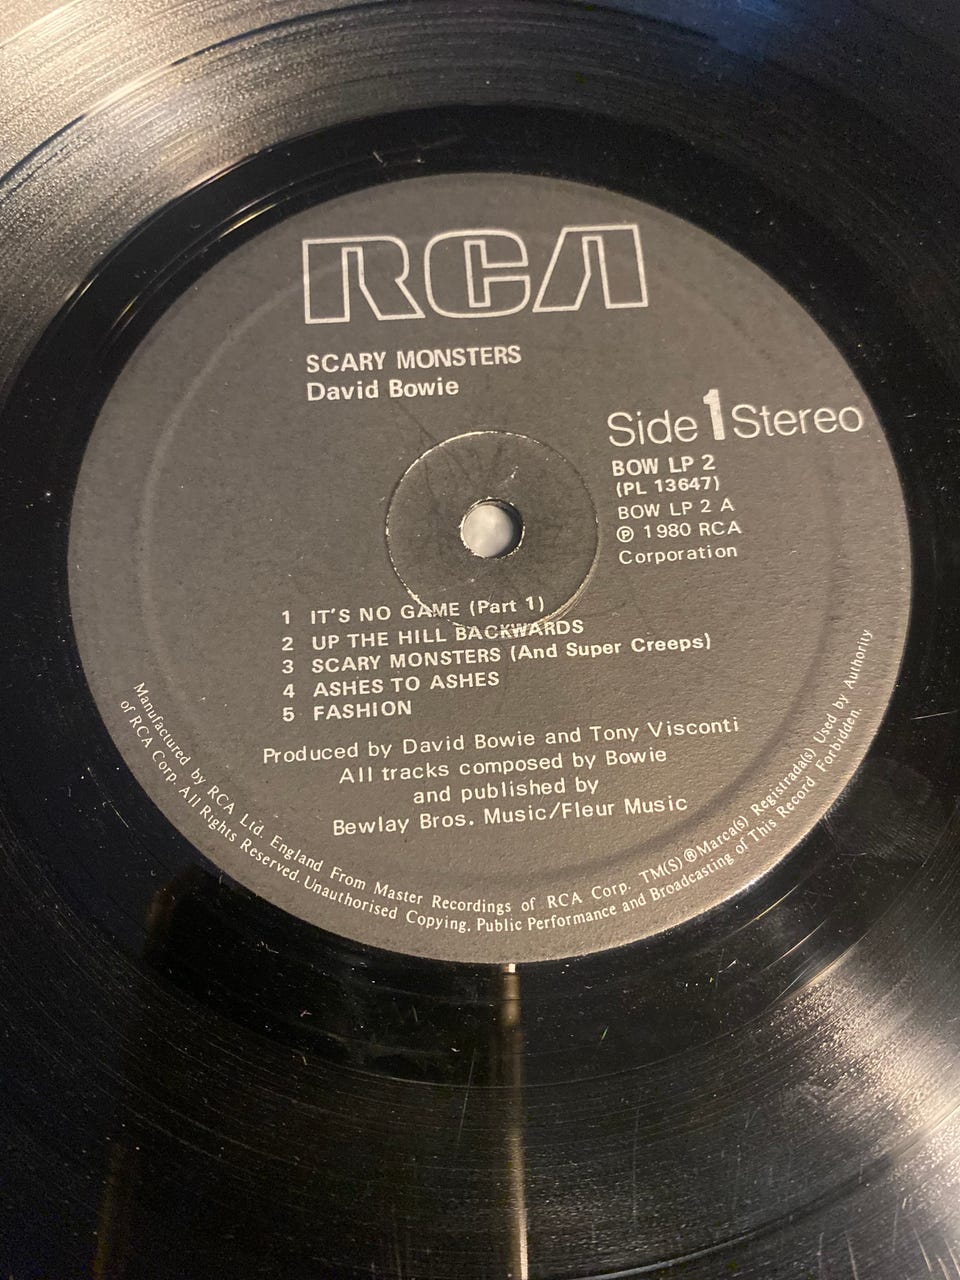 RCA
SCARY MONSTERS
David Bowie
Side 1 Stereo
BOW LP 2
(PL 13647)
BOW LP 2 A
℗ 1980 RCA
Corporation
1 IT'S NO GAME (Part 1)
2 UP THE HILL BACKWARDS
3 SCARY MONSTERS (And Super Creeps)
4 ASHES TO ASHES
5 FASHION
Produced by David Bowie and Tony Visconti
All tracks composed by Bowie
and published by
Bewlay Bros. Music/Fleur Music
Manufactured by RCA Ltd. England From Master Recordings of RCA Corp. TM(S)®Marca(s) Registrada(s) Used by Authority
of RCA Corp. All Rights Reserved. Unauthorised Copying. Public Performance and Broadcasting of This Record Forbidden.